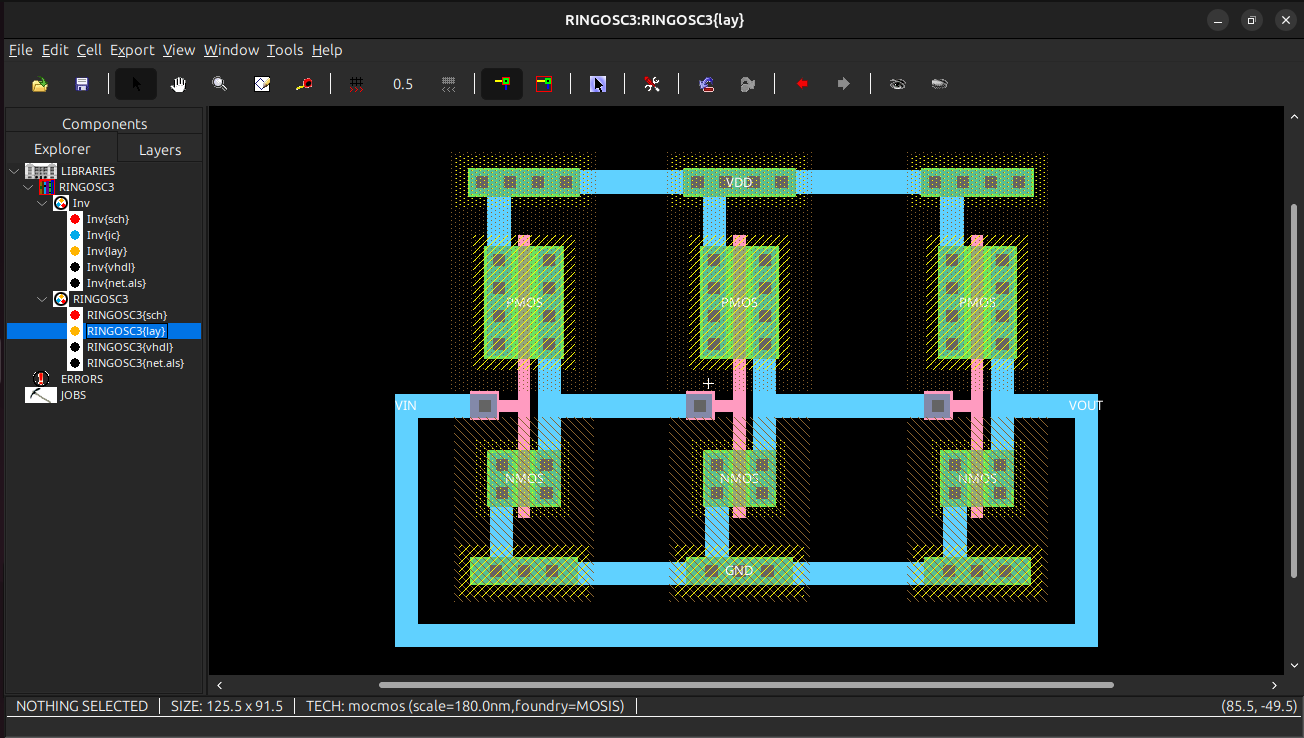 RINGOSC3:RINGOSC3{lay}
File Edit Cell Export View Window Tools Help
0.5
Components
Explorer Layers
LIBRARIES
RINGOSC3
Inv
Inv{sch}
Inv{ic}
Inv{lay}
Inv{vhdl}
Inv{net.als}
RINGOSC3
RINGOSC3{sch}
RINGOSC3{lay}
RINGOSC3{vhdl}
RINGOSC3{net.als}
ERRORS
JOBS
VDD
PMOS PMOS PMOS
VIN VOUT
NMOS NMOS NMOS
GND
NOTHING SELECTED SIZE: 125.5 x 91.5 TECH: mocmos (scale=180.0nm,foundry=MOSIS) (85.5, -49.5)